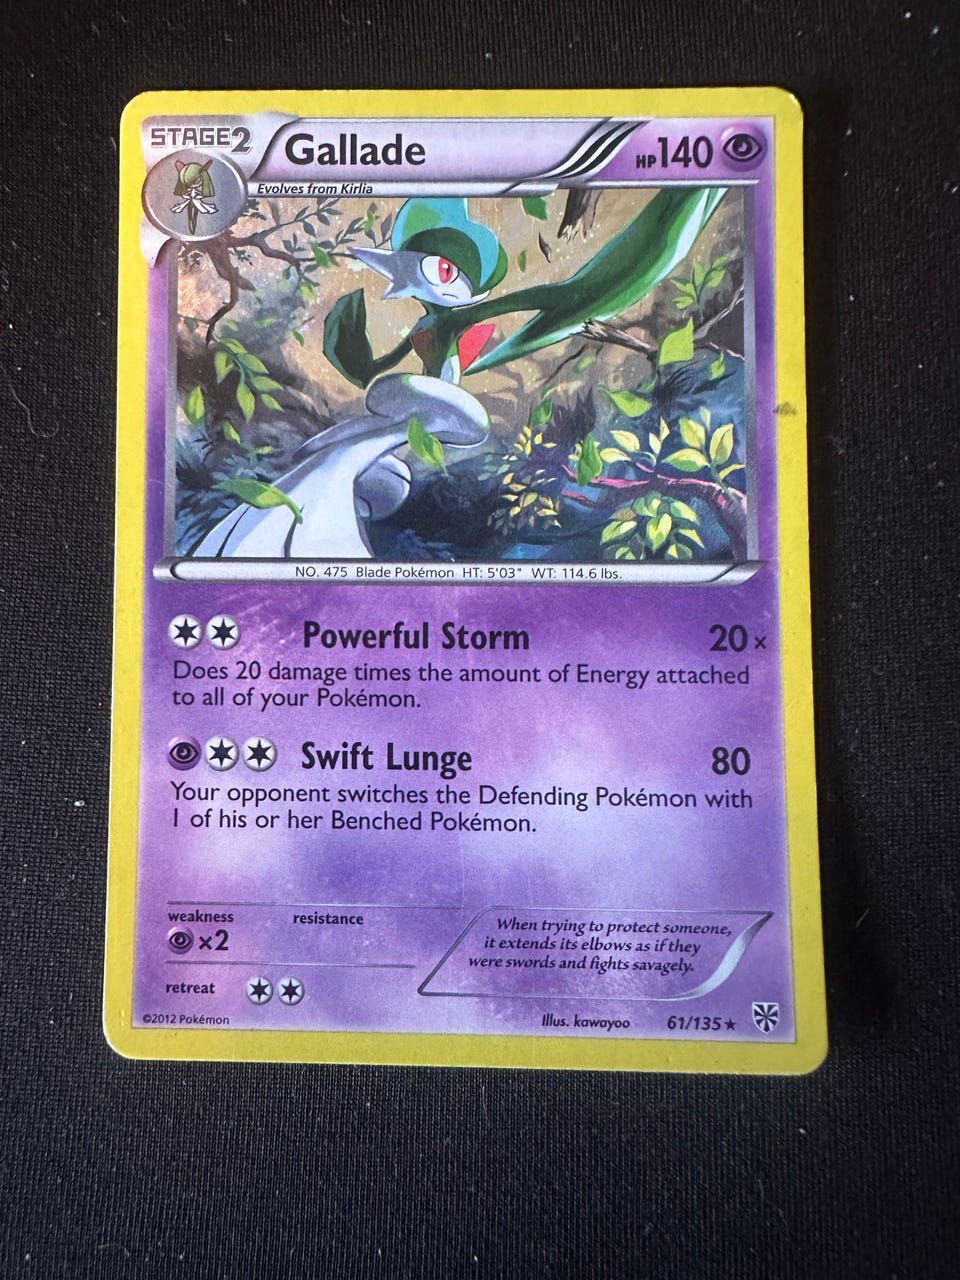 STAGE2
Gallade
HP140
Evolves from Kirlia
NO. 475 Blade Pokémon HT: 5'03" WT: 114.6 lbs.
Powerful Storm 20×
Does 20 damage times the amount of Energy attached
to all of your Pokémon.
Swift Lunge 80
Your opponent switches the Defending Pokémon with
1 of his or her Benched Pokémon.
weakness resistance
×2
When trying to protect someone,
it extends its elbows as if they
were swords and fights savagely.
retreat
©2012 Pokémon Illus. kawayoo 61/135★